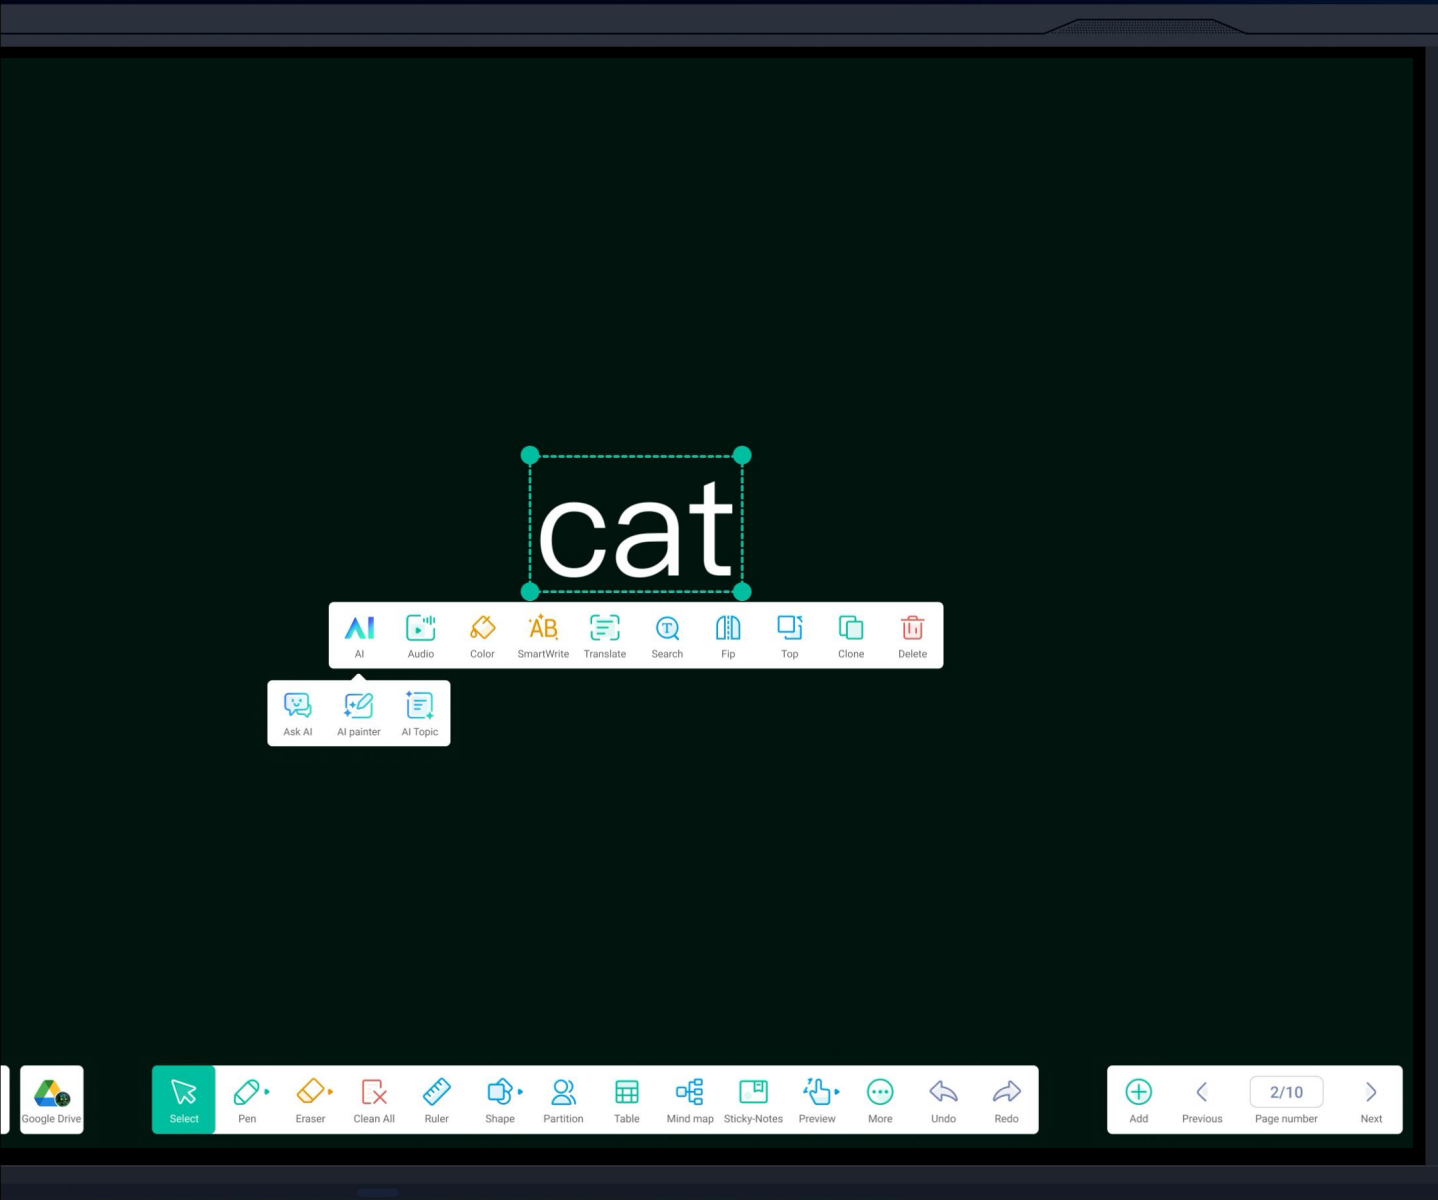 cat
AI Audio Color SmartWrite Translate Search Fip Top Clone Delete
Ask AI AI painter AI Topic
Google Drive Select Pen Eraser Clean All Ruler Shape Partition Table Mind map Sticky-Notes Preview More Undo Redo Add Previous 2/10 Page number Next